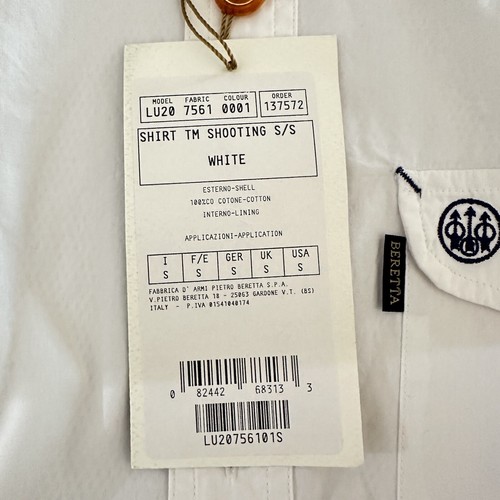 MODEL FABRIC COLOUR ORDER
LU20 7561 0001 137572
SHIRT TM SHOOTING S/S
WHITE
ESTERNO-SHELL
100%CO COTONE-COTTON
INTERNO-LINING
APPLICAZIONI-APPLICATION
I F/E GER UK USA
S S S S S
FABBRICA D' ARMI PIETRO BERETTA S.P.A.
V.PIETRO BERETTA 18 - 25063 GARDONE V.T. (BS)
ITALY - P.IVA 01541040174
0 82442 68313 3
LU20756101S
BERETTA